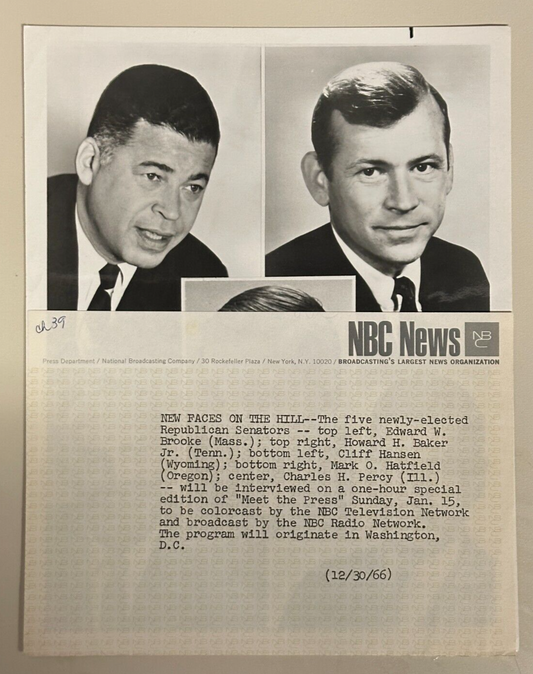 ch 39
NBC News
NBC
Press Department / National Broadcasting Company / 30 Rockefeller Plaza / New York, N.Y. 10020 / BROADCASTING'S LARGEST NEWS ORGANIZATION
NEW FACES ON THE HILL--The five newly-elected
Republican Senators -- top left, Edward W.
Brooke (Mass.); top right, Howard H. Baker
Jr. (Tenn.); bottom left, Cliff Hansen
(Wyoming); bottom right, Mark O. Hatfield
(Oregon); center, Charles H. Percy (Ill.)
-- will be interviewed on a one-hour special
edition of "Meet the Press" Sunday, Jan. 15,
to be colorcast by the NBC Television Network
and broadcast by the NBC Radio Network.
The program will originate in Washington,
D.C.
(12/30/66)